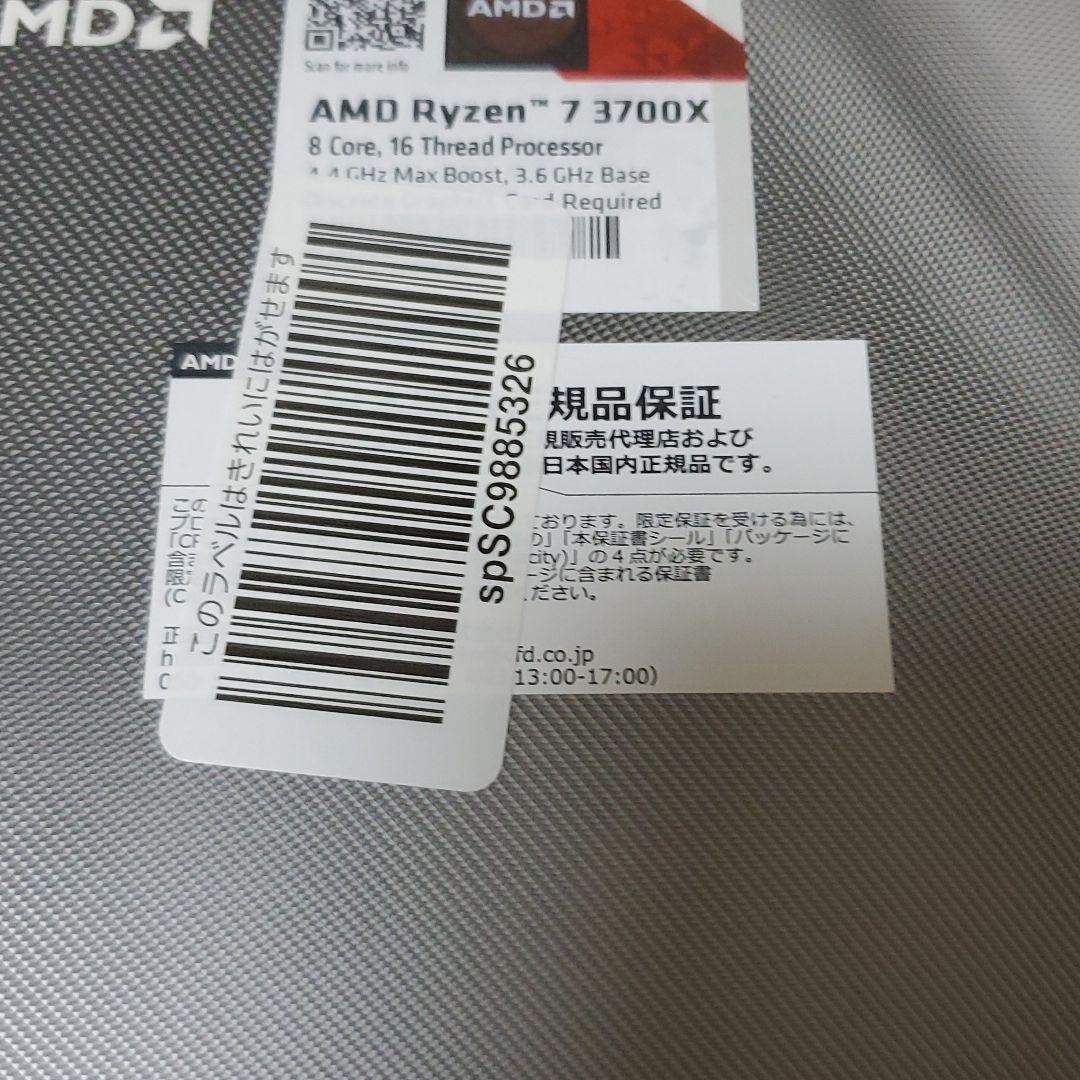 AMD
AMD
Scan for more info
AMD Ryzen™ 7 3700X
8 Core, 16 Thread Processor
4.4 GHz Max Boost, 3.6 GHz Base
Required
このラベルはきれいにはがせます
spSC9885326
AMD
規品保証
規販売代理店および
日本国内正規品です。
ております。限定保証を受ける為には、
の」「本保証書シール」「パッケージに
city)」の４点が必要です。
ージに含まれる保証書
ださい。
fd.co.jp
13:00-17:00)